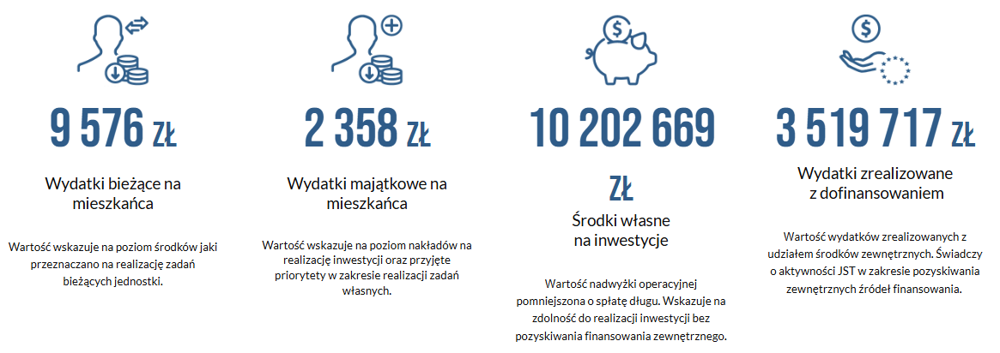 9 576 ZŁ
Wydatki bieżące na
mieszkańca
Wartość wskazuje na poziom środków jaki
przeznaczano na realizację zadań
bieżących jednostki.
2 358 ZŁ
Wydatki majątkowe na
mieszkańca
Wartość wskazuje na poziom nakładów na
realizację inwestycji oraz przyjęte
priorytety w zakresie realizacji zadań
własnych.
$
10 202 669
ZŁ
Środki własne
na inwestycje
Wartość nadwyżki operacyjnej
pomniejszona o spłatę długu. Wskazuje na
zdolność do realizacji inwestycji bez
pozyskiwania finansowania zewnętrznego.
$
3 519 717 ZŁ
Wydatki zrealizowane
z dofinansowaniem
Wartość wydatków zrealizowanych z
udziałem środków zewnętrznych. Świadczy
o aktywności JST w zakresie pozyskiwania
zewnętrznych źródeł finansowania.